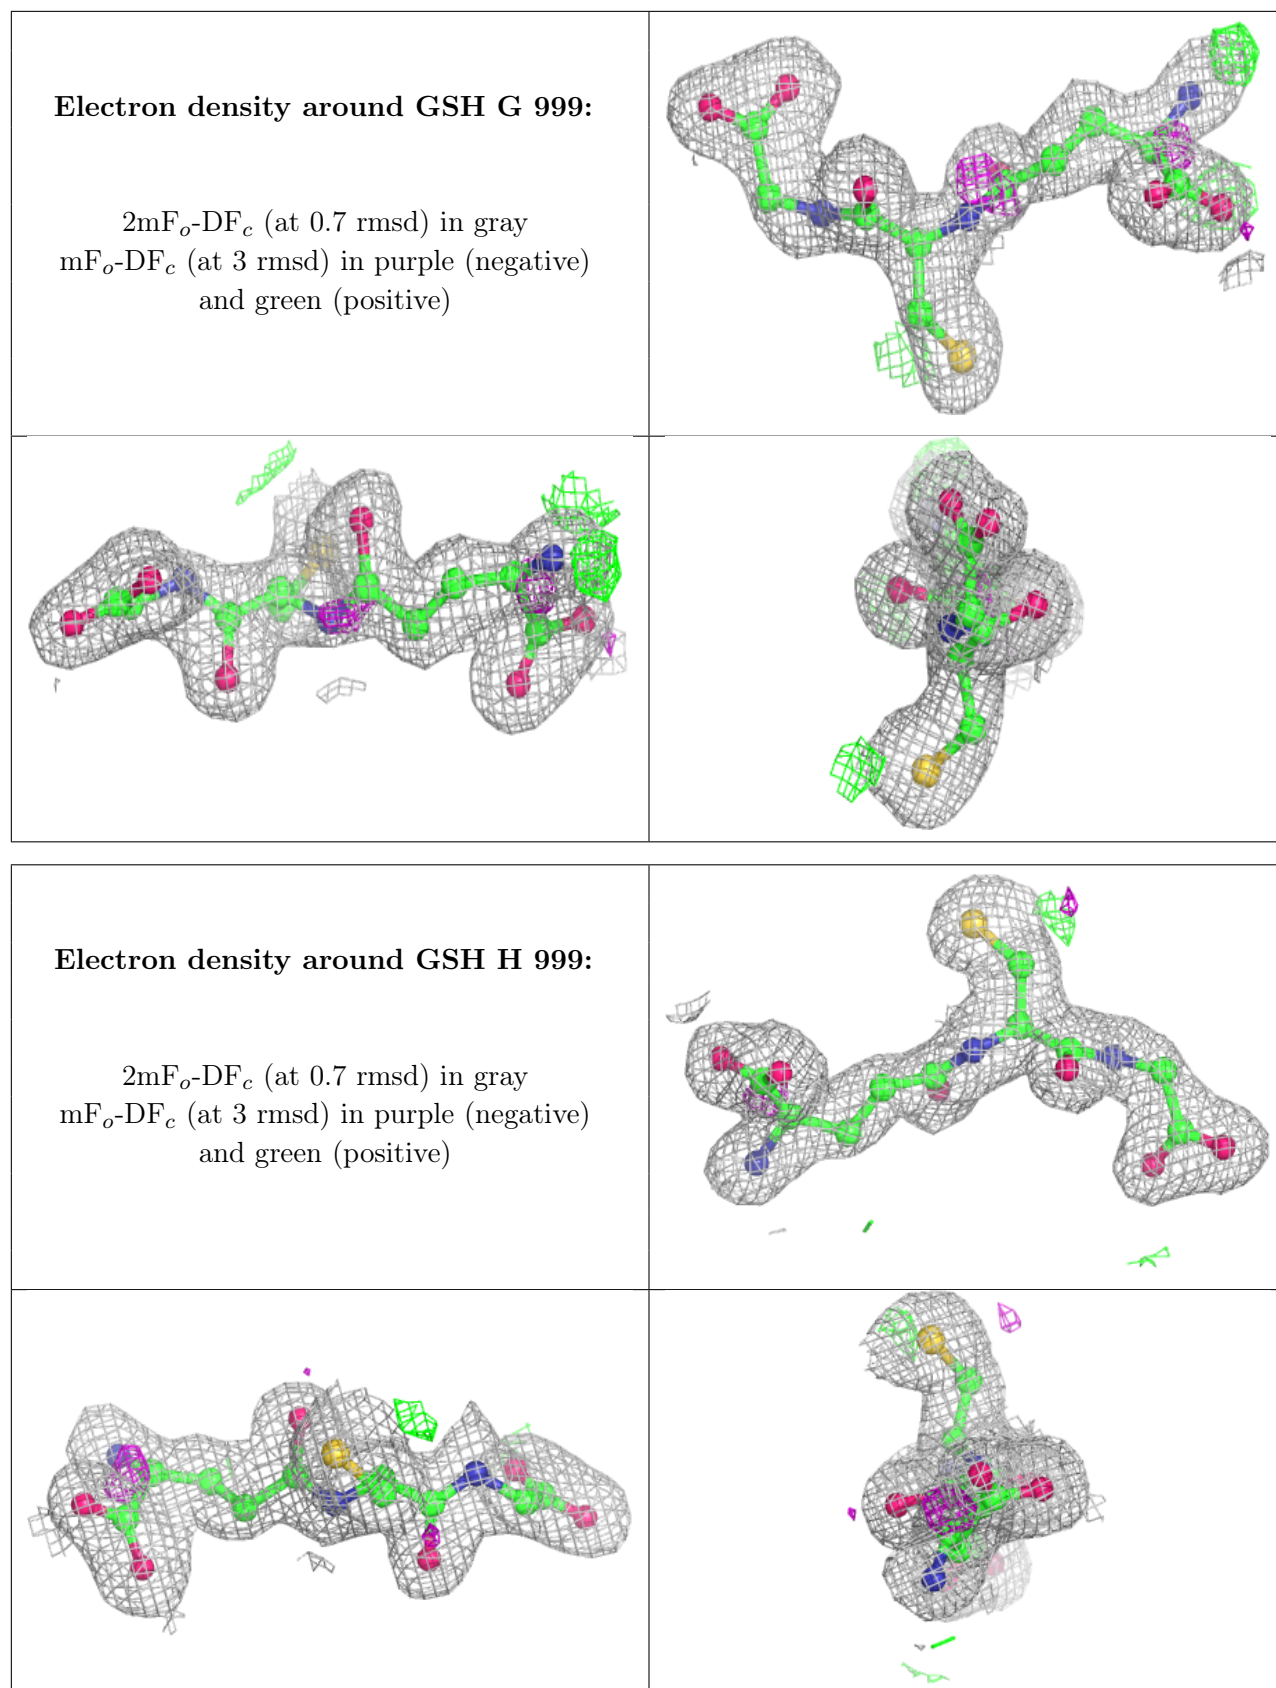 Electron density around GSH G 999:
2mFo-DFc (at 0.7 rmsd) in gray
mFo-DFc (at 3 rmsd) in purple (negative)
and green (positive)
Electron density around GSH H 999:
2mFo-DFc (at 0.7 rmsd) in gray
mFo-DFc (at 3 rmsd) in purple (negative)
and green (positive)